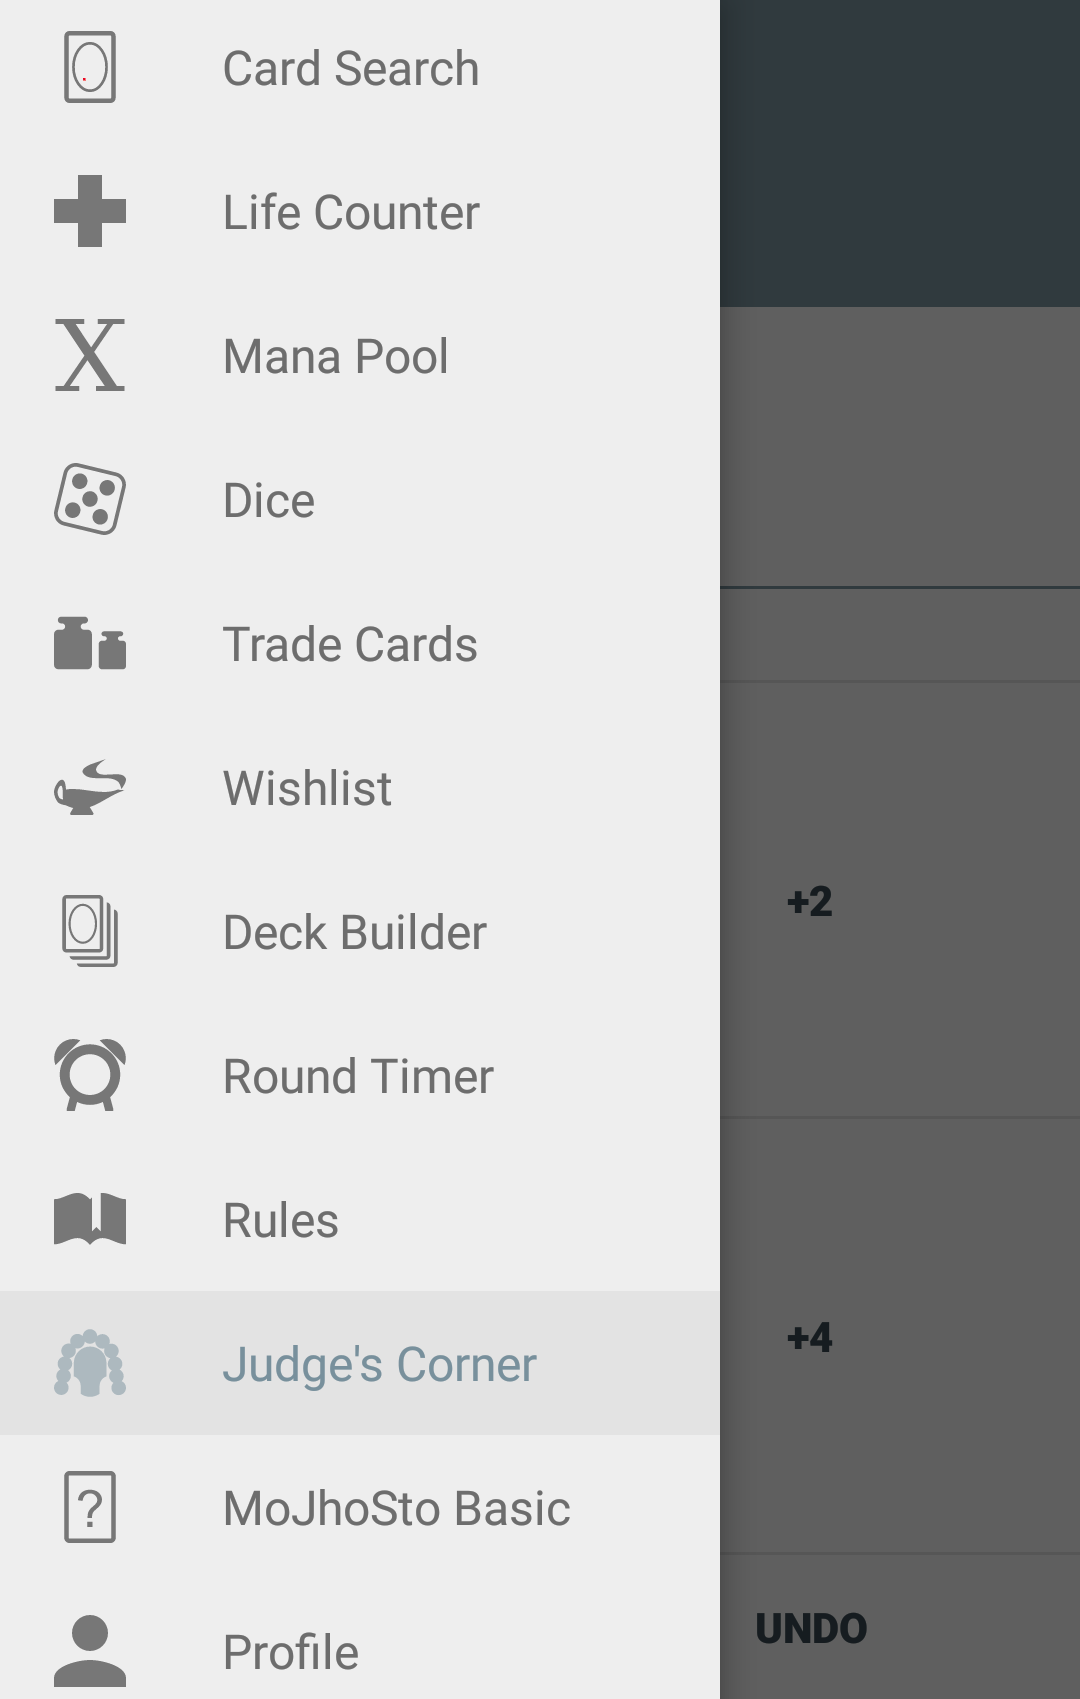 Card Search
Life Counter
X
Mana Pool
Dice
Trade Cards
Wishlist
Deck Builder
Round Timer
Rules
Judge's Corner
?
MoJhoSto Basic
Profile
+2
+4
UNDO